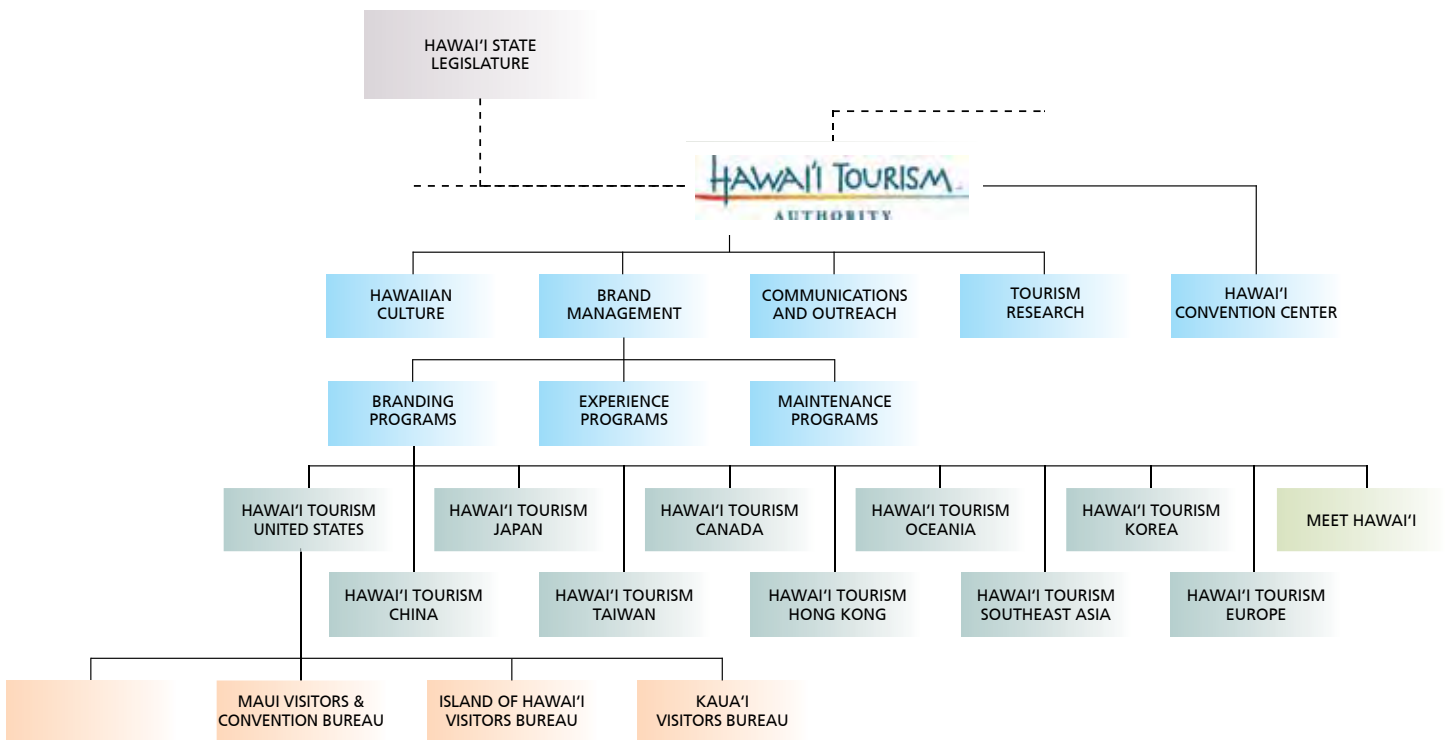 HAWAI‘I STATE
LEGISLATURE
HAWAI‘I TOURISM
AUTHORITY
HAWAIIAN
CULTURE
BRAND
MANAGEMENT
COMMUNICATIONS
AND OUTREACH
TOURISM
RESEARCH
HAWAI‘I
CONVENTION CENTER
BRANDING
PROGRAMS
EXPERIENCE
PROGRAMS
MAINTENANCE
PROGRAMS
HAWAI‘I TOURISM
UNITED STATES
HAWAI‘I TOURISM
JAPAN
HAWAI‘I TOURISM
CANADA
HAWAI‘I TOURISM
OCEANIA
HAWAI‘I TOURISM
KOREA
MEET HAWAI‘I
HAWAI‘I TOURISM
CHINA
HAWAI‘I TOURISM
TAIWAN
HAWAI‘I TOURISM
HONG KONG
HAWAI‘I TOURISM
SOUTHEAST ASIA
HAWAI‘I TOURISM
EUROPE
MAUI VISITORS &
CONVENTION BUREAU
ISLAND OF HAWAI‘I
VISITORS BUREAU
KAUA‘I
VISITORS BUREAU